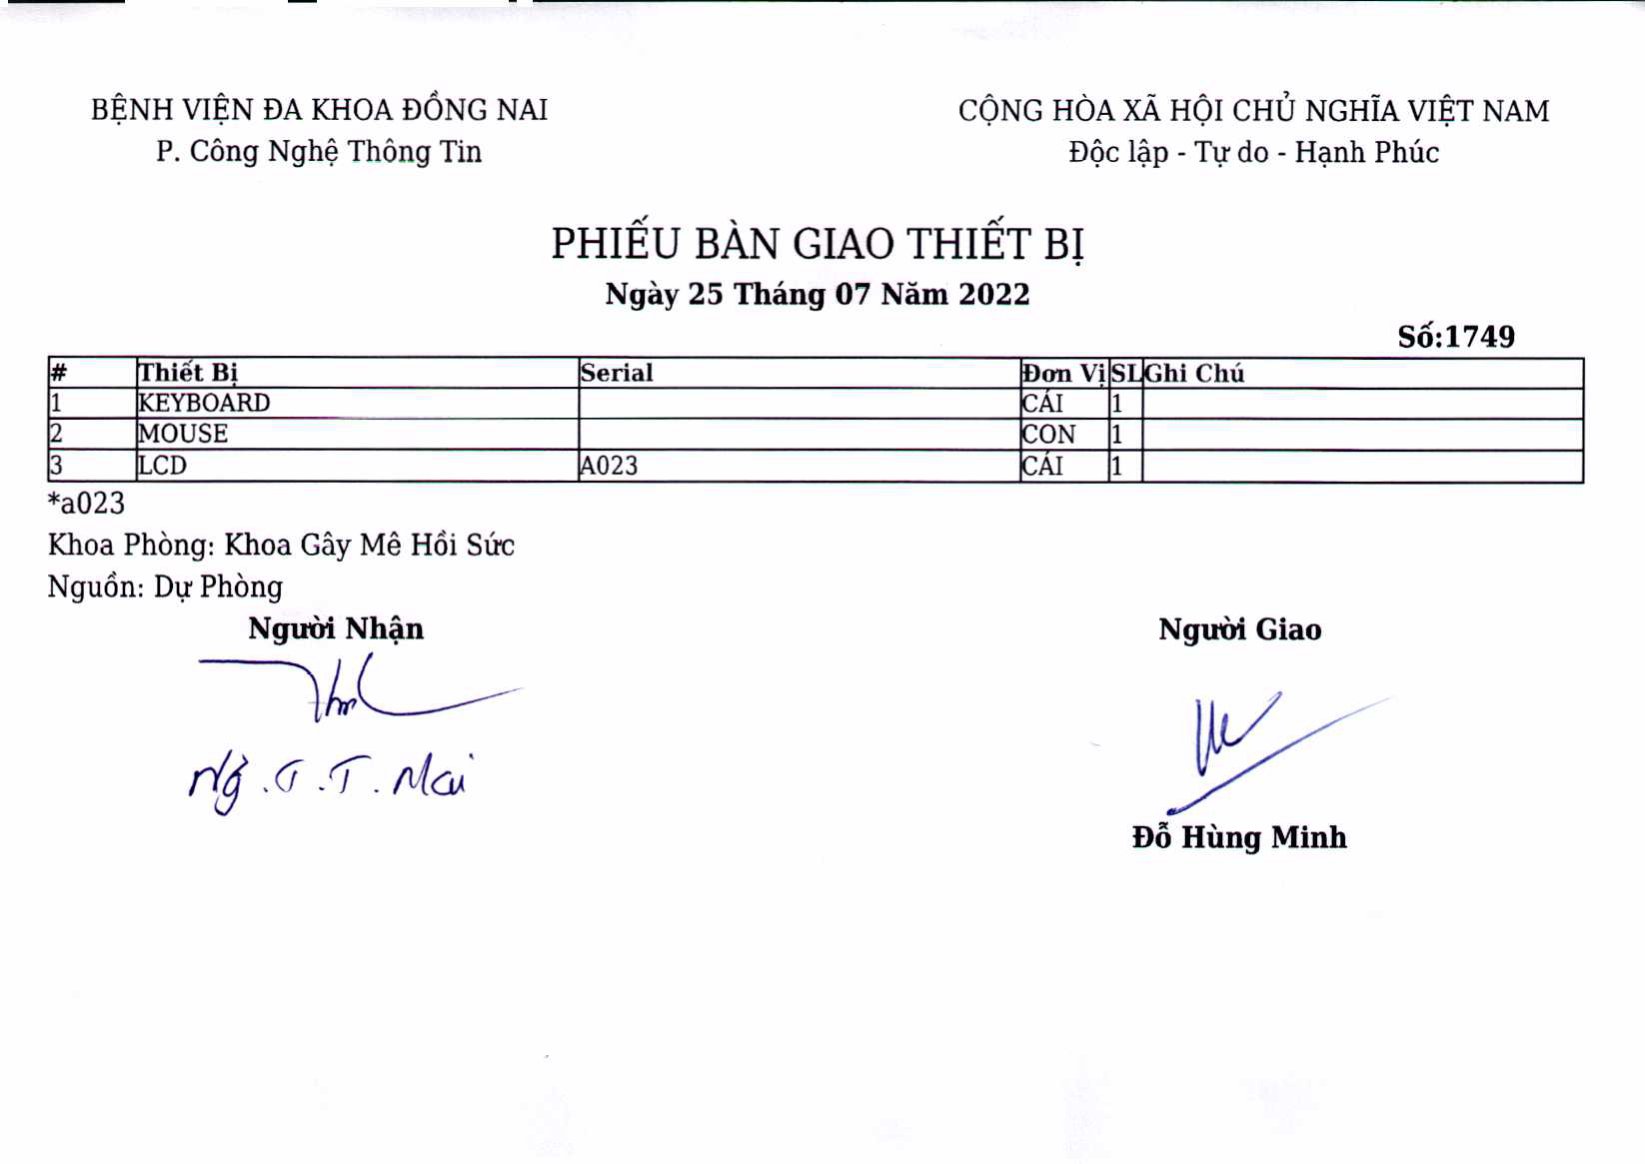 BỆNH VIỆN ĐA KHOA ĐỒNG NAI
P. Công Nghệ Thông Tin
CỘNG HÒA XÃ HỘI CHỦ NGHĨA VIỆT NAM
Độc lập - Tự do - Hạnh Phúc
PHIẾU BÀN GIAO THIẾT BỊ
Ngày 25 Tháng 07 Năm 2022
Số:1749
# Thiết Bị Serial Đơn Vị SL Ghi Chú
1 KEYBOARD CÁI 1
2 MOUSE CON 1
3 LCD A023 CÁI 1
*a023
Khoa Phòng: Khoa Gây Mê Hồi Sức
Nguồn: Dự Phòng
Người Nhận
Người Giao
Ng.T.T.Mai
Đỗ Hùng Minh